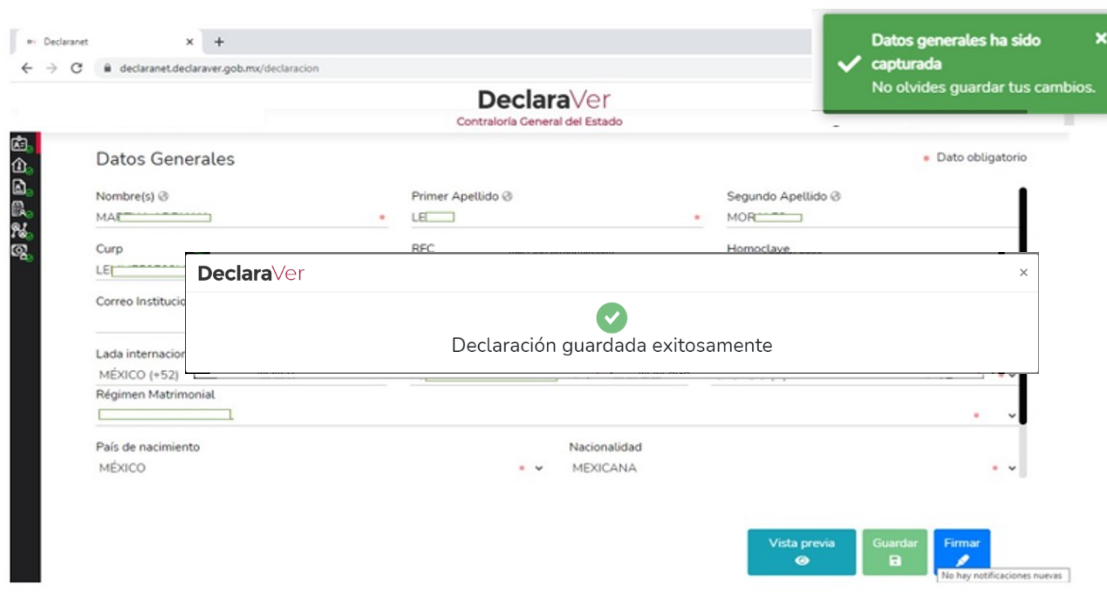 Declaranet
declaranet.declaraver.gob.mx/declaracion
Datos generales ha sido
capturada
No olvides guardar tus cambios.
DeclaraVer
Contraloría General del Estado
Datos Generales
Dato obligatorio
Nombre(s)
Primer Apellido
Segundo Apellido
LE
MOR
Curp
RFC
Homoclave
DeclaraVer
Declaración guardada exitosamente
Correo Institucio
Lada internacion
MÉXICO (+52)
Régimen Matrimonial
País de nacimiento
Nacionalidad
MÉXICO
MEXICANA
Vista previa
Guardar
Firmar
No hay notificaciones nuevas